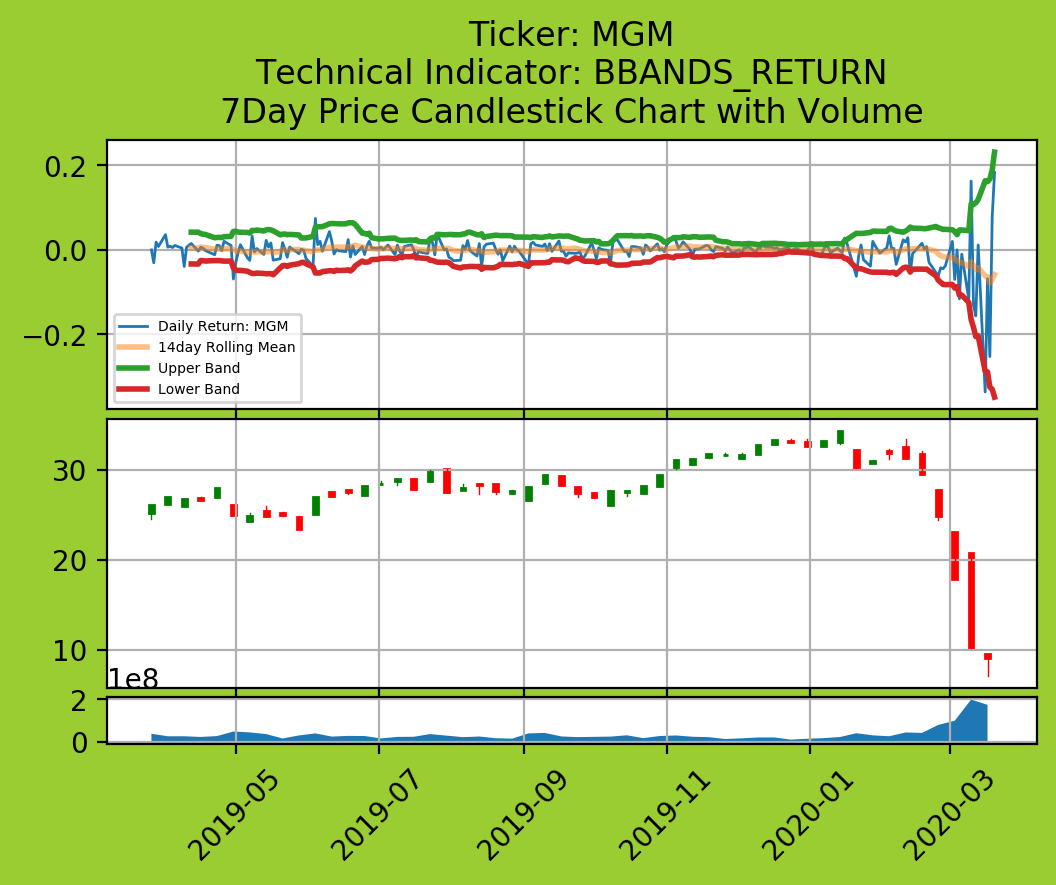 Ticker: MGM
Technical Indicator: BBANDS_RETURN
7Day Price Candlestick Chart with Volume
0.2
0.0
−0.2
Daily Return: MGM
14day Rolling Mean
Upper Band
Lower Band
30
20
10
1e8
2
0
2019-05
2019-07
2019-09
2019-11
2020-01
2020-03